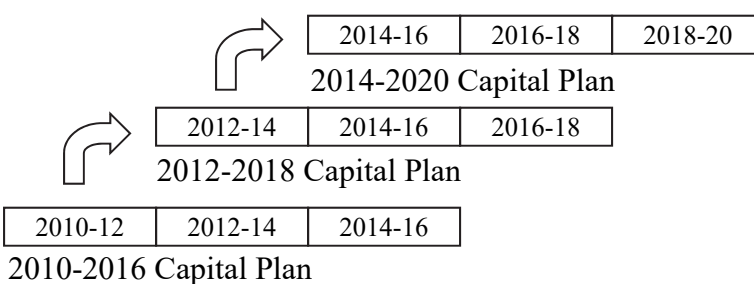 2014-16 2016-18 2018-20
2014-2020 Capital Plan
2012-14 2014-16 2016-18
2012-2018 Capital Plan
2010-12 2012-14 2014-16
2010-2016 Capital Plan